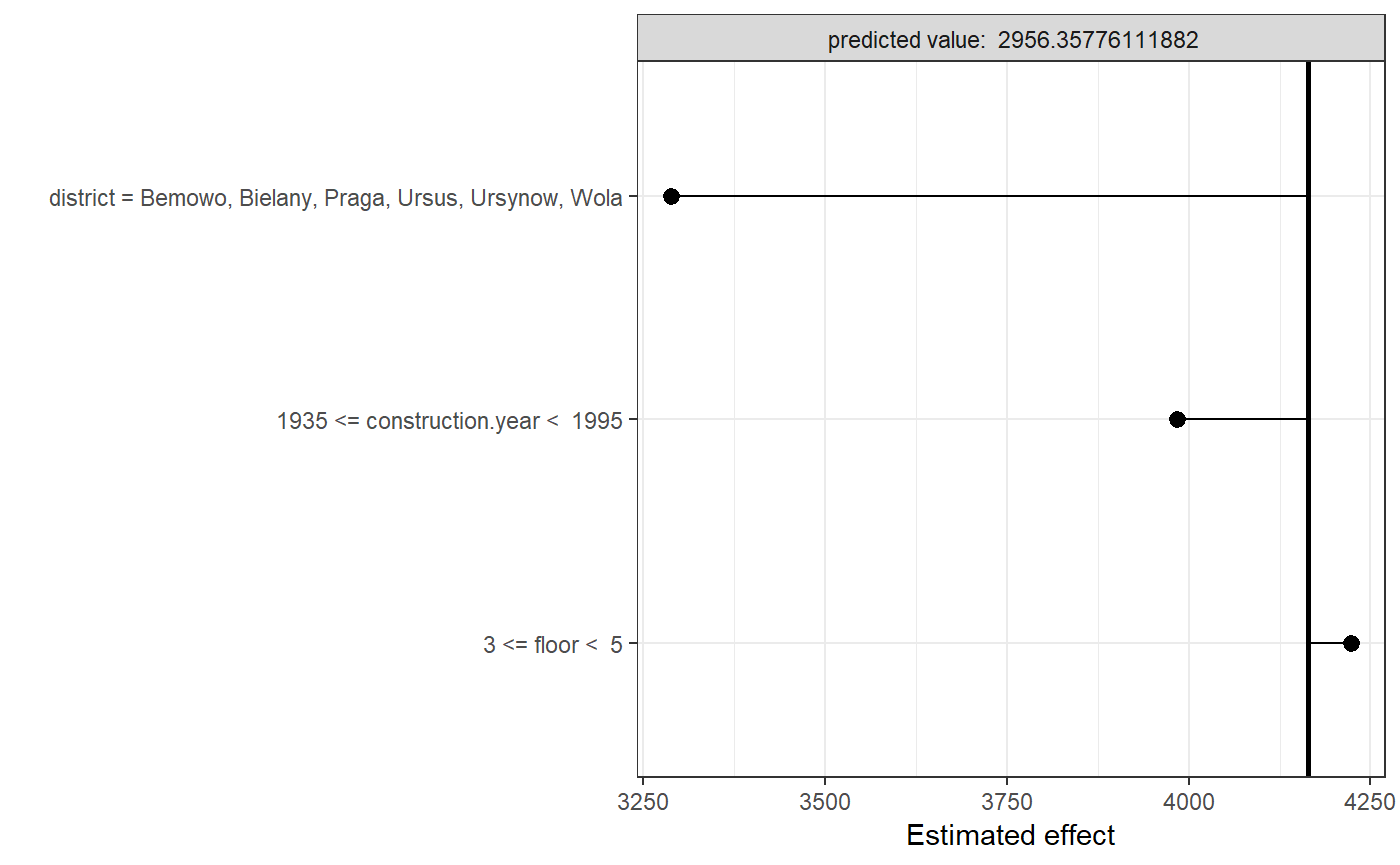 predicted value:  2956.35776111882
district = Bemowo, Bielany, Praga, Ursus, Ursynow, Wola
1935 <= construction.year <  1995
3 <= floor <  5
3250 3500 3750 4000 4250
Estimated effect